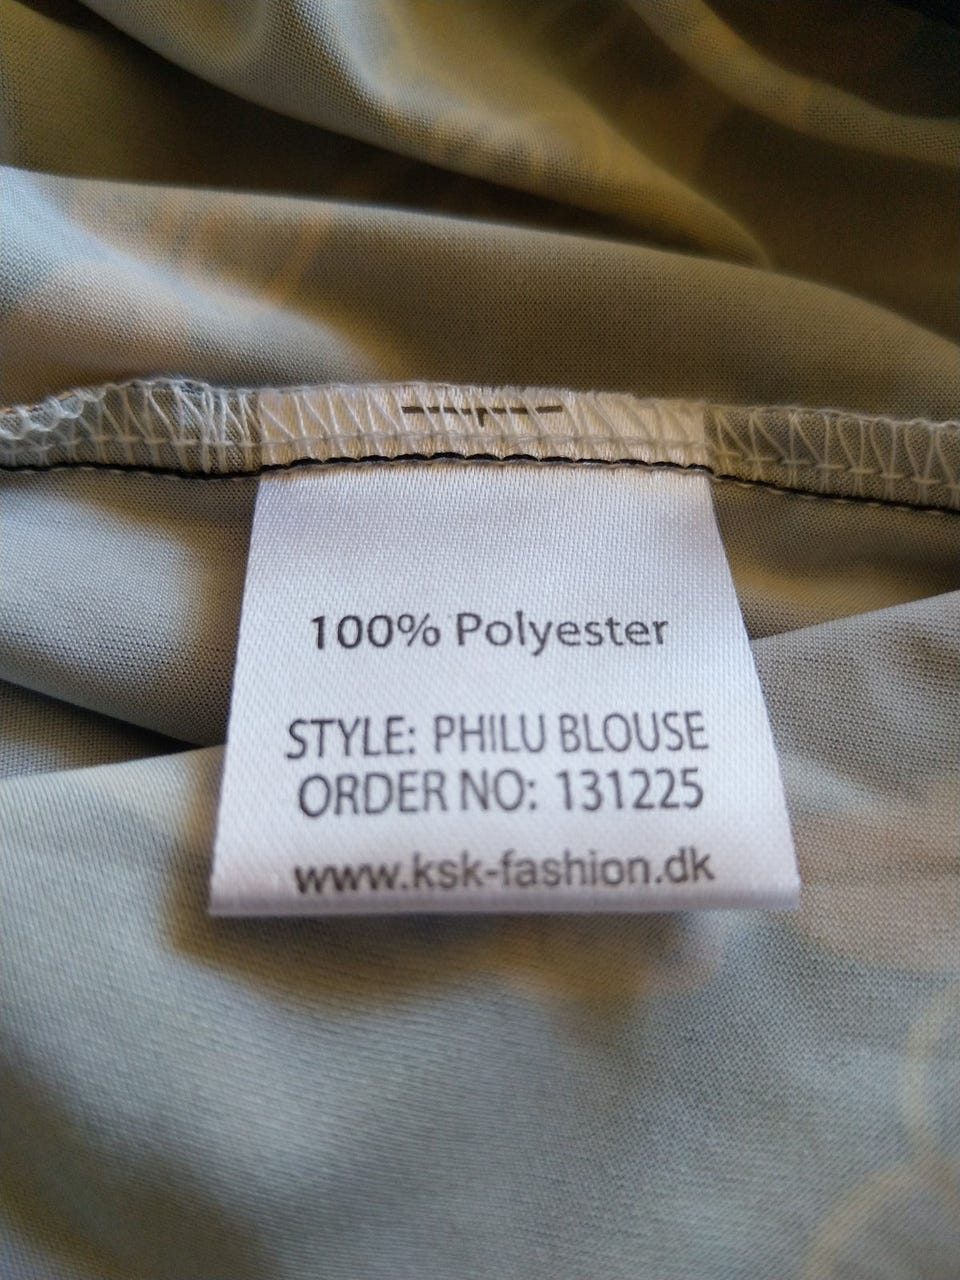 100% Polyester
STYLE: PHILU BLOUSE
ORDER NO: 131225
www.ksk-fashion.dk